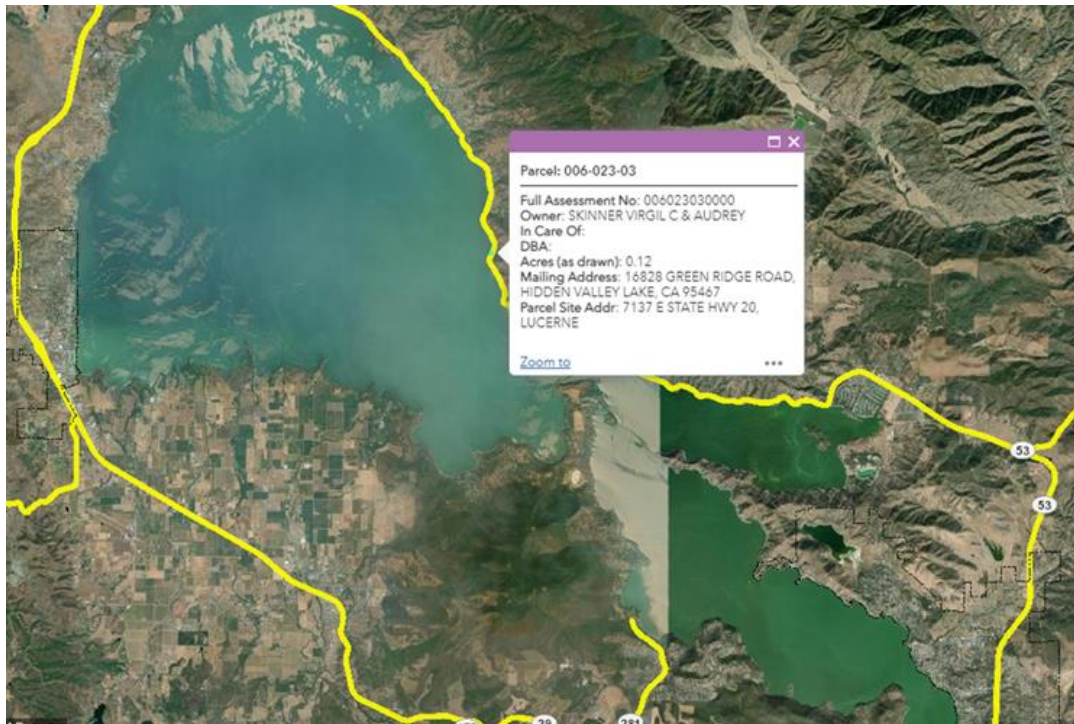 Parcel: 006-023-03
Full Assessment No: 006023030000
Owner: SKINNER VIRGIL C & AUDREY
In Care Of:
DBA:
Acres (as drawn): 0.12
Mailing Address: 16828 GREEN RIDGE ROAD,
HIDDEN VALLEY LAKE, CA 95467
Parcel Site Addr: 7137 E STATE HWY 20,
LUCERNE
Zoom to
53
53
29
281